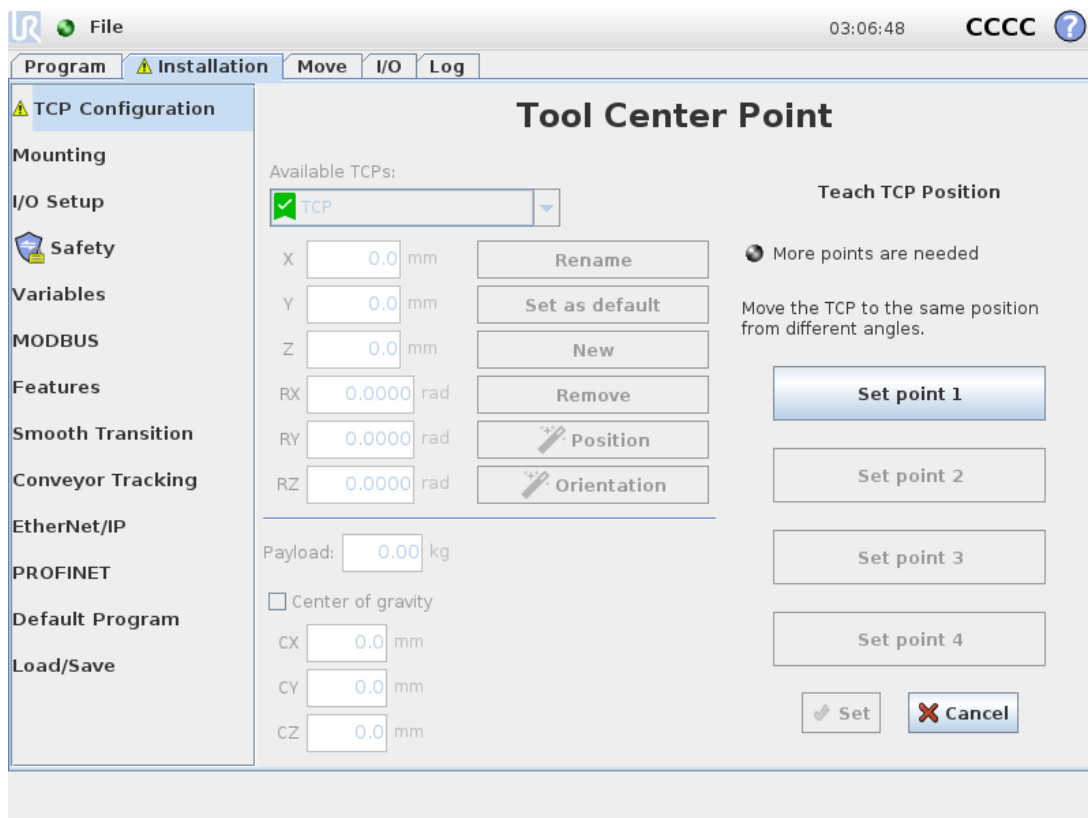 UR File 03:06:48 CCCC ?
Program Installation Move I/O Log
TCP Configuration
Mounting
I/O Setup
Safety
Variables
MODBUS
Features
Smooth Transition
Conveyor Tracking
EtherNet/IP
PROFINET
Default Program
Load/Save
Tool Center Point
Available TCPs:
TCP
X 0.0 mm Rename
Y 0.0 mm Set as default
Z 0.0 mm New
RX 0.0000 rad Remove
RY 0.0000 rad Position
RZ 0.0000 rad Orientation
Payload: 0.00 kg
Center of gravity
CX 0.0 mm
CY 0.0 mm
CZ 0.0 mm
Teach TCP Position
More points are needed
Move the TCP to the same position
from different angles.
Set point 1
Set point 2
Set point 3
Set point 4
Set Cancel